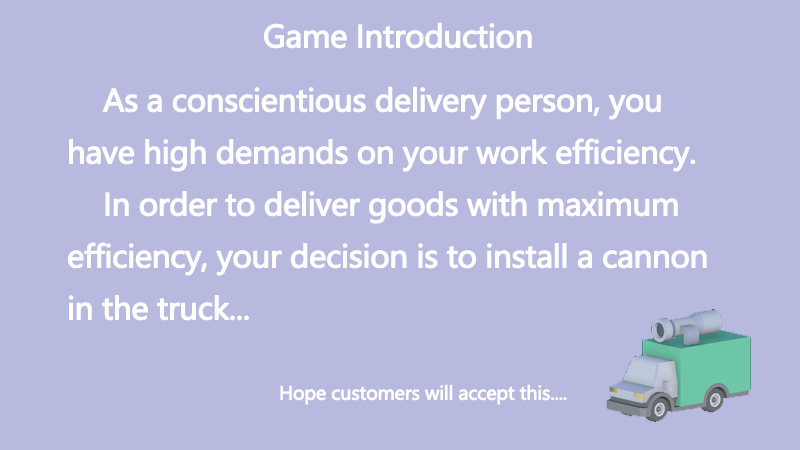 Game Introduction
As a conscientious delivery person, you
have high demands on your work efficiency.
In order to deliver goods with maximum
efficiency, your decision is to install a cannon
in the truck...
Hope customers will accept this....